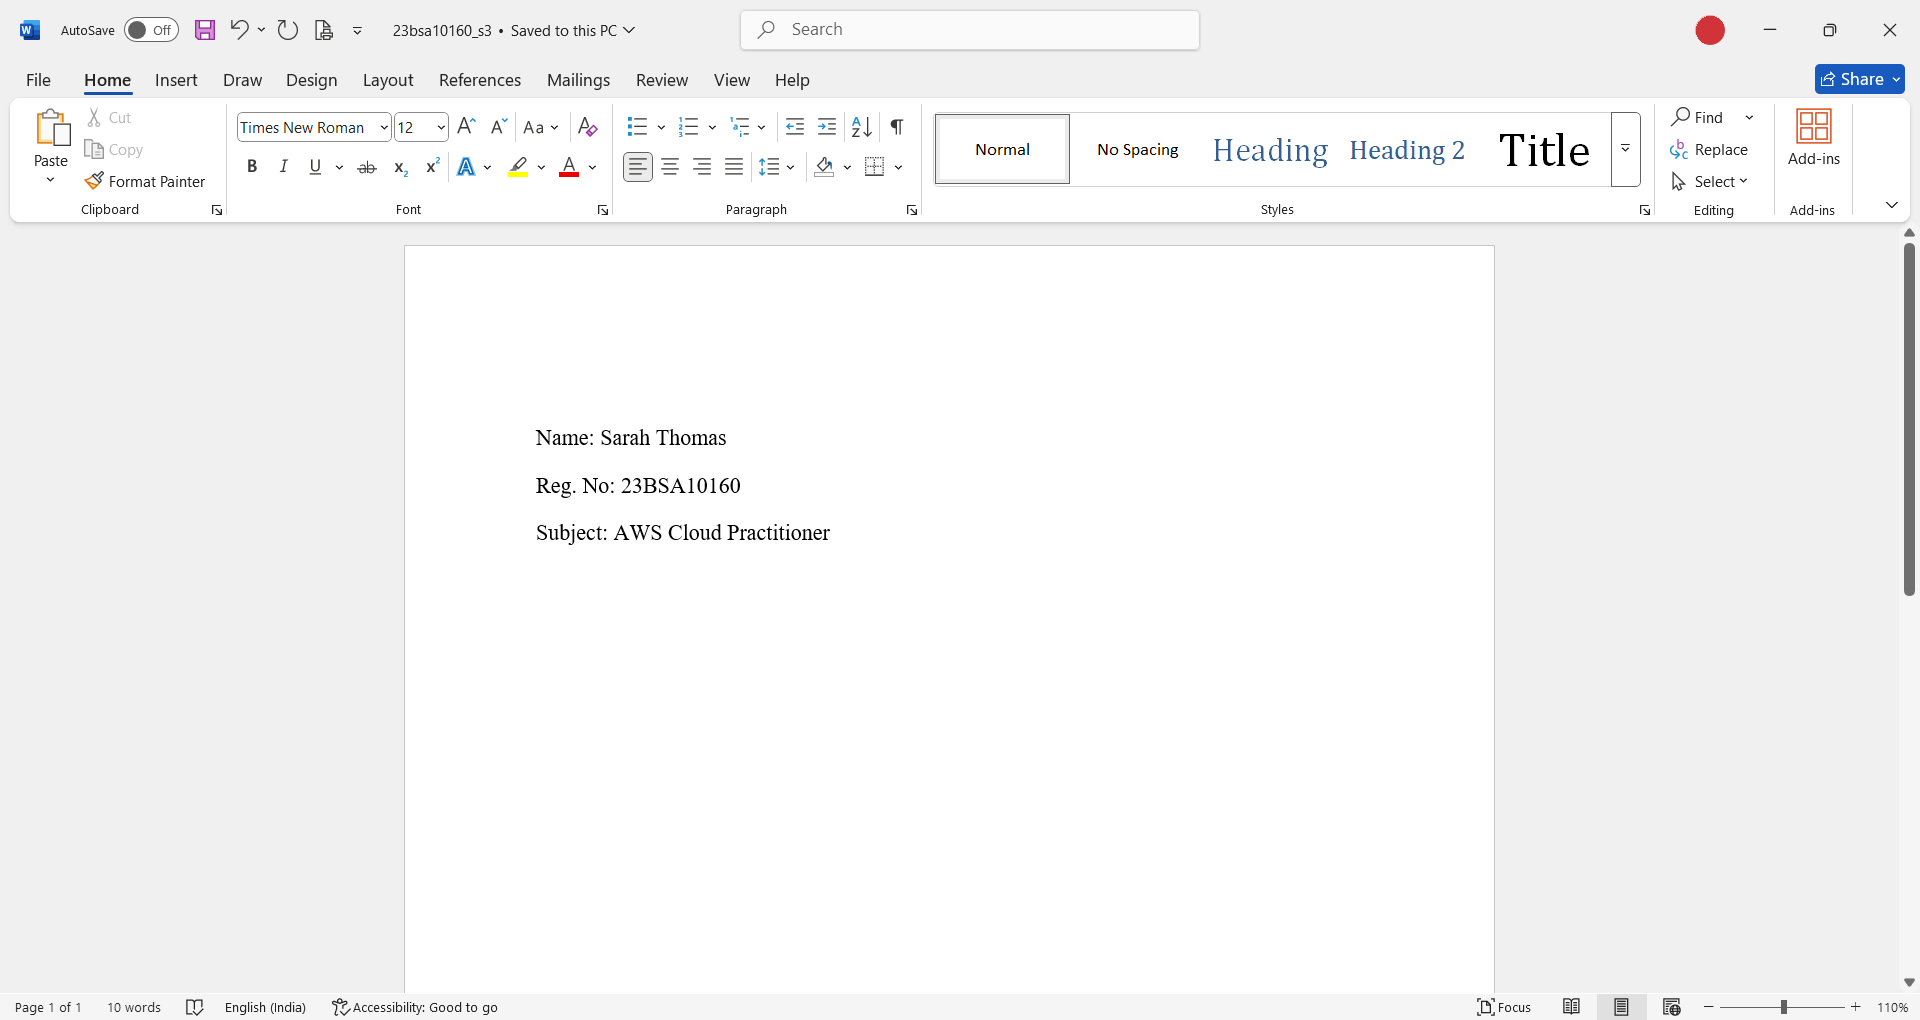 AutoSave Off 23bsa10160_s3 • Saved to this PC Search
File Home Insert Draw Design Layout References Mailings Review View Help Share
Paste
Cut
Copy
Format Painter
Clipboard
Times New Roman 12
Font
Paragraph
Normal No Spacing Heading Heading 2 Title
Styles
Find
Replace
Select
Editing
Add-ins
Add-ins
Name: Sarah Thomas
Reg. No: 23BSA10160
Subject: AWS Cloud Practitioner
Page 1 of 1 10 words English (India) Accessibility: Good to go Focus 110%